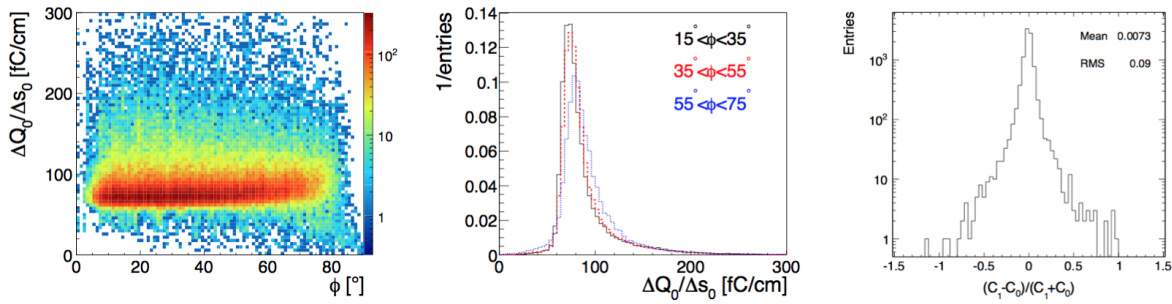 ΔQ₀/Δs₀ [fC/cm]
300
200
100
0
0 20 40 60 80
ϕ [°]
10²
10
1
1/entries
0.14
0.12
0.1
0.08
0.06
0.04
0.02
0
0 100 200 300
ΔQ₀/Δs₀ [fC/cm]
15°<ϕ<35°
35°<ϕ<55°
55°<ϕ<75°
Entries
10³
10²
10
1
-1.5 -1 -0.5 0 0.5 1 1.5
(C₁-C₀)/(C₁+C₀)
Mean 0.0073
RMS 0.09